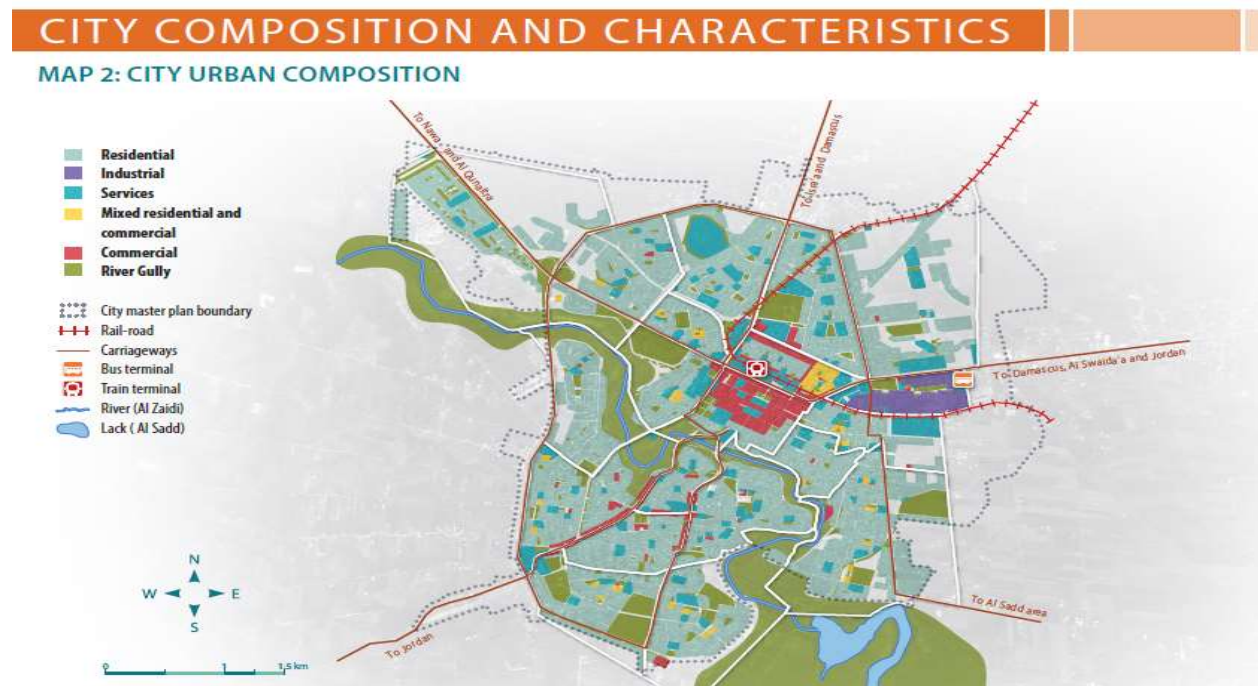 CITY COMPOSITION AND CHARACTERISTICS
MAP 2: CITY URBAN COMPOSITION
Residential
Industrial
Services
Mixed residential and
commercial
Commercial
River Gully
City master plan boundary
Rail-road
Carriageways
Bus terminal
Train terminal
River (Al Zaidi)
Lack ( Al Sadd)
To Nawa and Al Qunaitra
To Isra'a and Damascus
To Damascus, Al Swaida'a and Jordan
To Al Sadd area
To Jordan
N
W
E
S
0
1
1.5 km